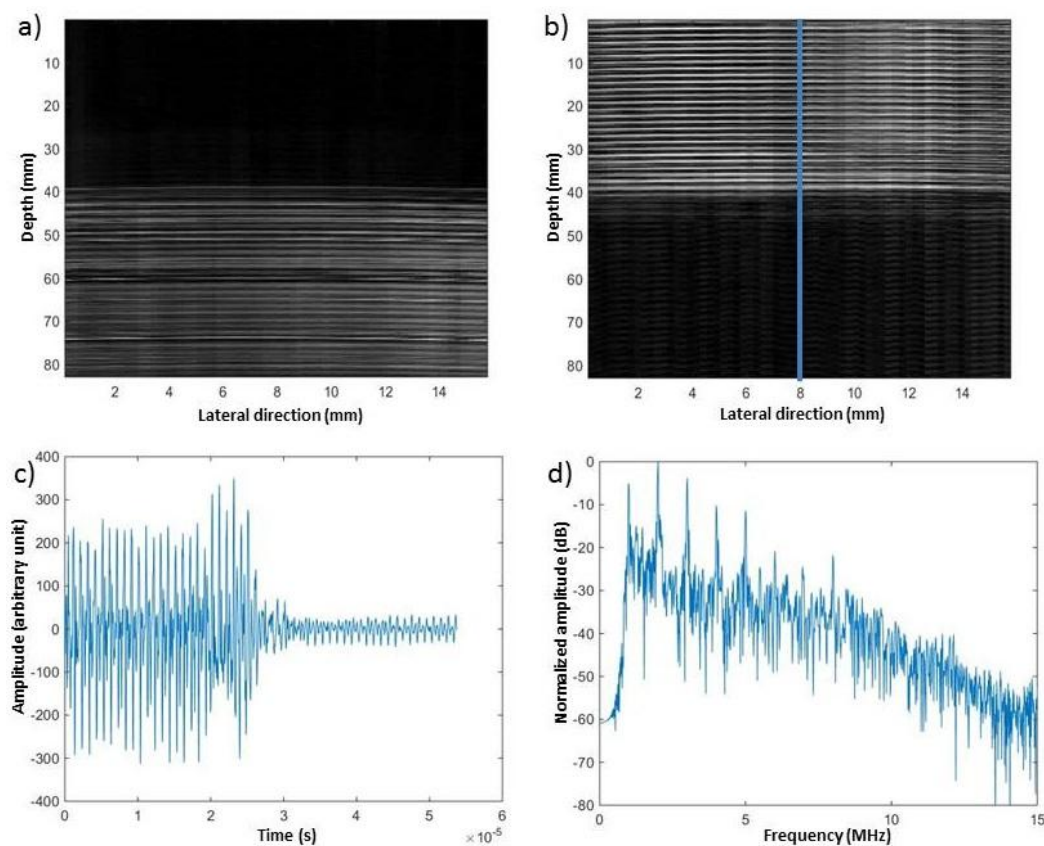 a)
10
20
30
40
50
60
70
80
Depth (mm)
2 4 6 8 10 12 14
Lateral direction (mm)
b)
10
20
30
40
50
60
70
80
Depth (mm)
2 4 6 8 10 12 14
Lateral direction (mm)
c)
400
300
200
100
0
-100
-200
-300
-400
Amplitude (arbitrary unit)
0 1 2 3 4 5 6
Time (s)
× 10⁻⁵
d)
0
-10
-20
-30
-40
-50
-60
-70
-80
Normalized amplitude (dB)
0 5 10 15
Frequency (MHz)